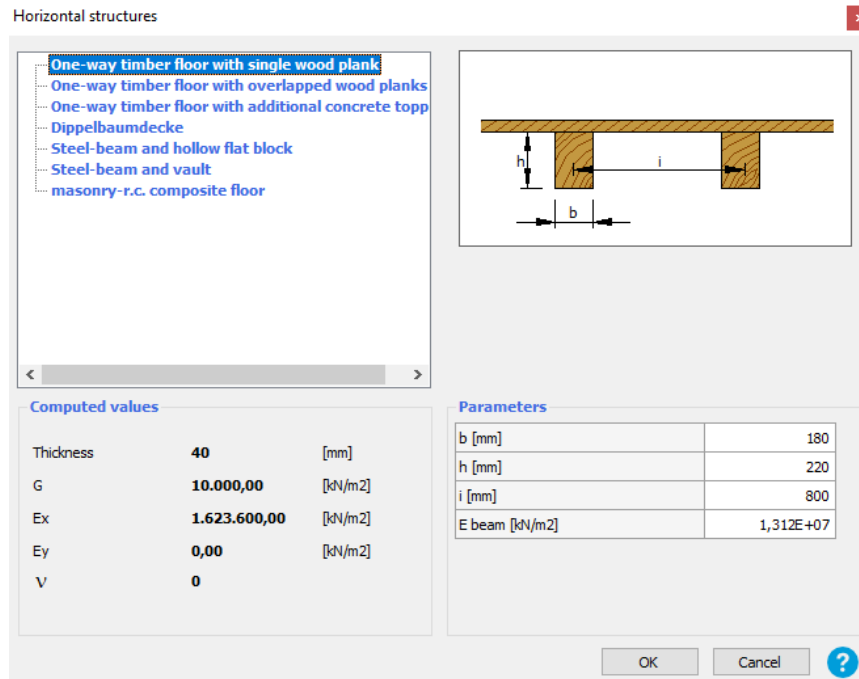 Horizontal structures
x
One-way timber floor with single wood plank
One-way timber floor with overlapped wood planks
One-way timber floor with additional concrete topp
Dippelbaumdecke
Steel-beam and hollow flat block
Steel-beam and vault
masonry-r.c. composite floor
h
i
b
Computed values
Thickness 40 [mm]
G 10.000,00 [kN/m2]
Ex 1.623.600,00 [kN/m2]
Ey 0,00 [kN/m2]
ν 0
Parameters
b [mm] 180
h [mm] 220
i [mm] 800
E beam [kN/m2] 1,312E+07
OK Cancel ?